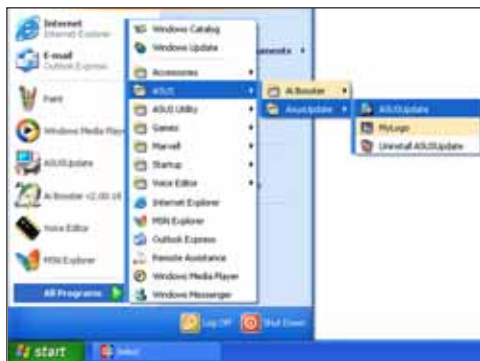 Internet
Internet Explorer
E-mail
Outlook Express
Paint
Windows Media Player
ASUSUpdate
Ai Booster v2.00.16
Voice Editor
MSN Explorer
All Programs
Windows Catalog
Windows Update
Accessories
ASUS
ASUS Utility
Games
Marvell
Startup
Voice Editor
Internet Explorer
MSN Explorer
Outlook Express
Remote Assistance
Windows Media Player
Windows Messenger
Ai Booster
AsusUpdate
ASUSUpdate
MyLogo
Uninstall ASUSUpdate
Log Off
Shut Down
start